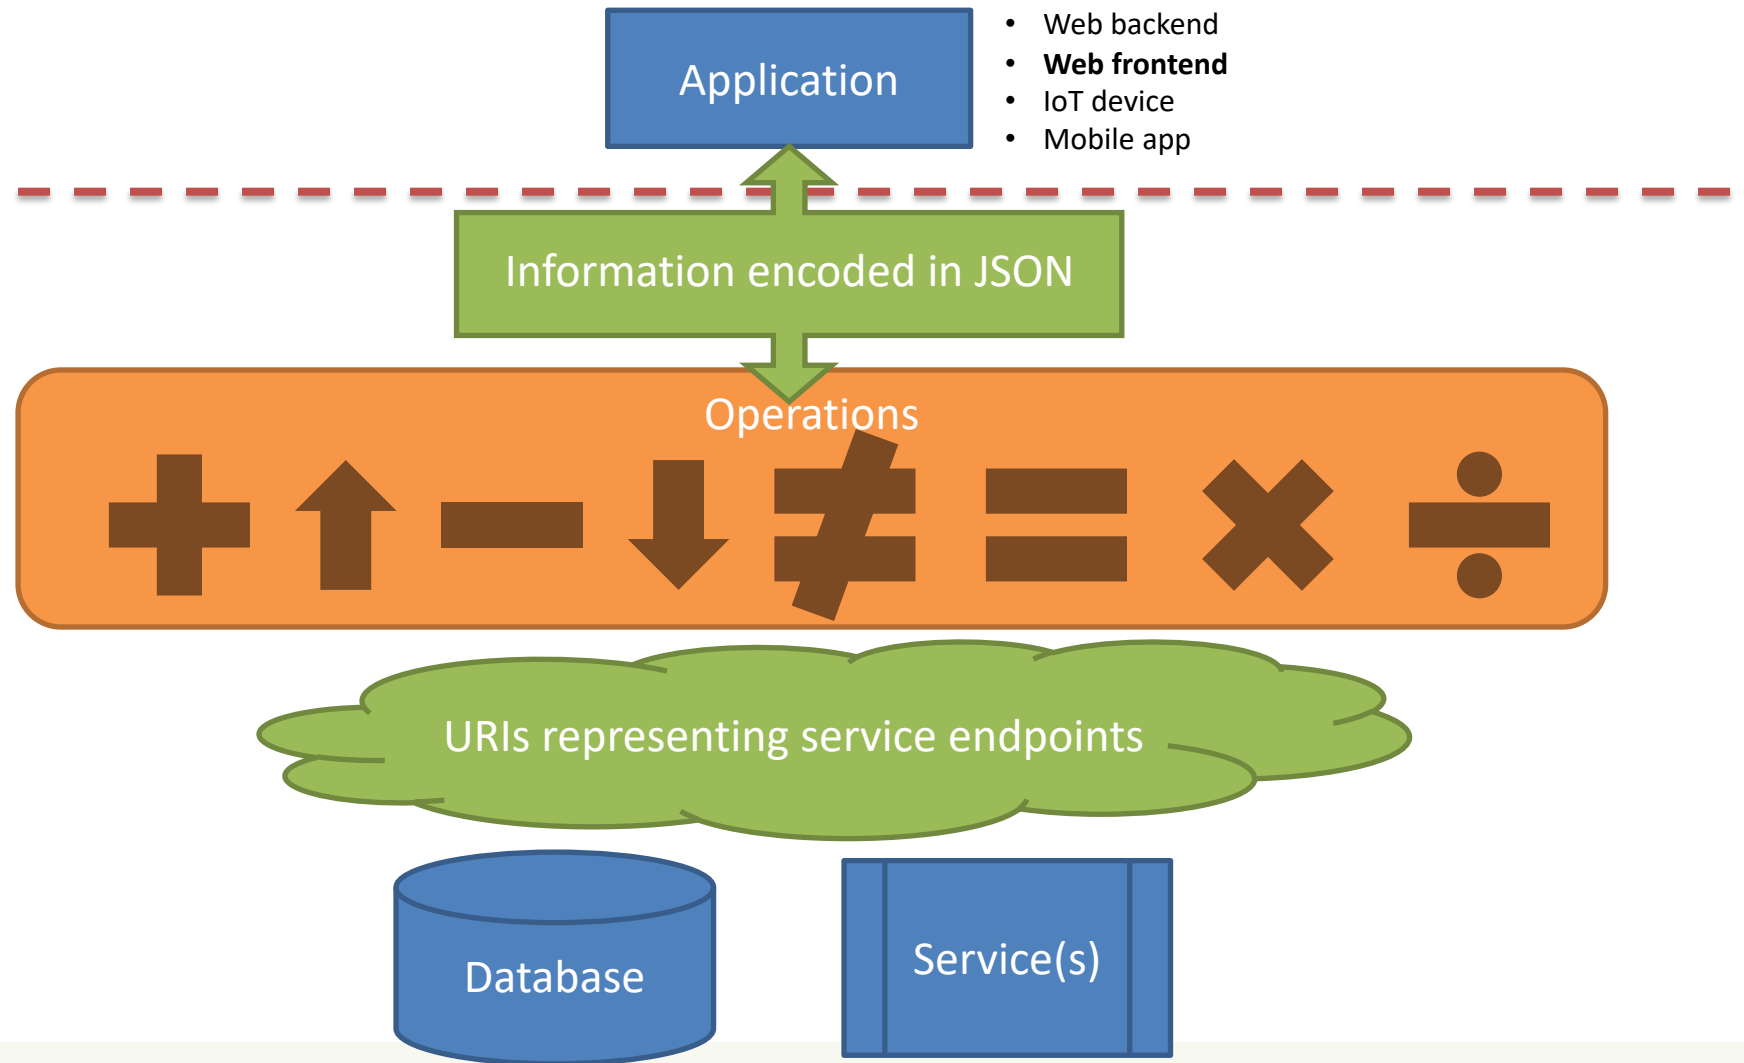 Application
• Web backend
• Web frontend
• IoT device
• Mobile app
Information encoded in JSON
Operations
URIs representing service endpoints
Database
Service(s)